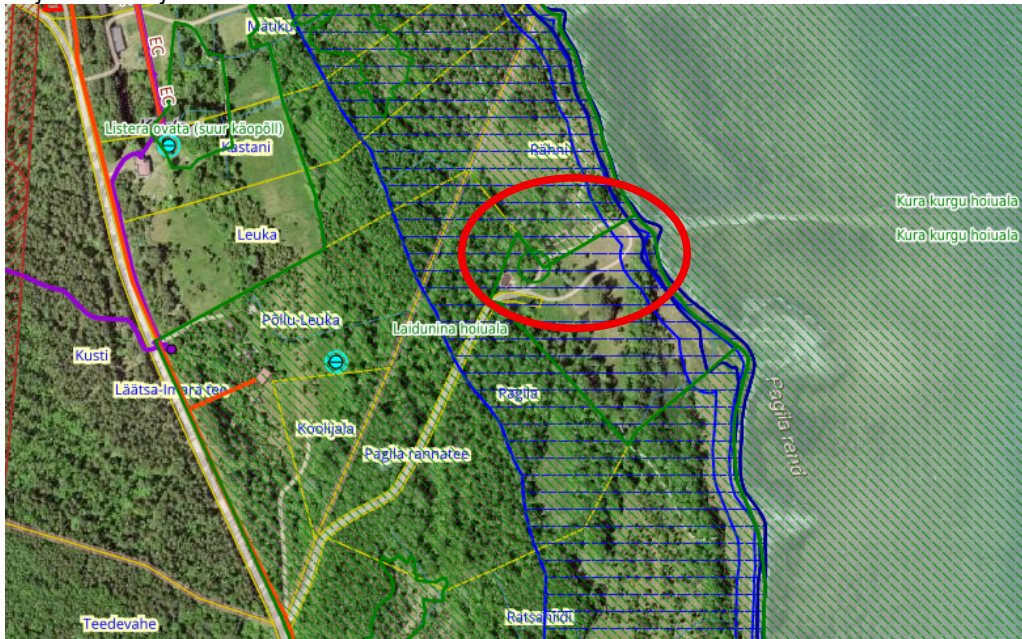 Matiku
EC
EC
Listera ovata (suur käopõll)
Kastani
Rähni
Kura kurgu hoiuala
Kura kurgu hoiuala
Leuka
Põllu-Leuka
Laidunina hoiuala
Kusti
Läätsa-Imara tee
Pagila
Koolijala
Pagila rannatee
Pagila rand
Ratsaniidi
Teedevahe